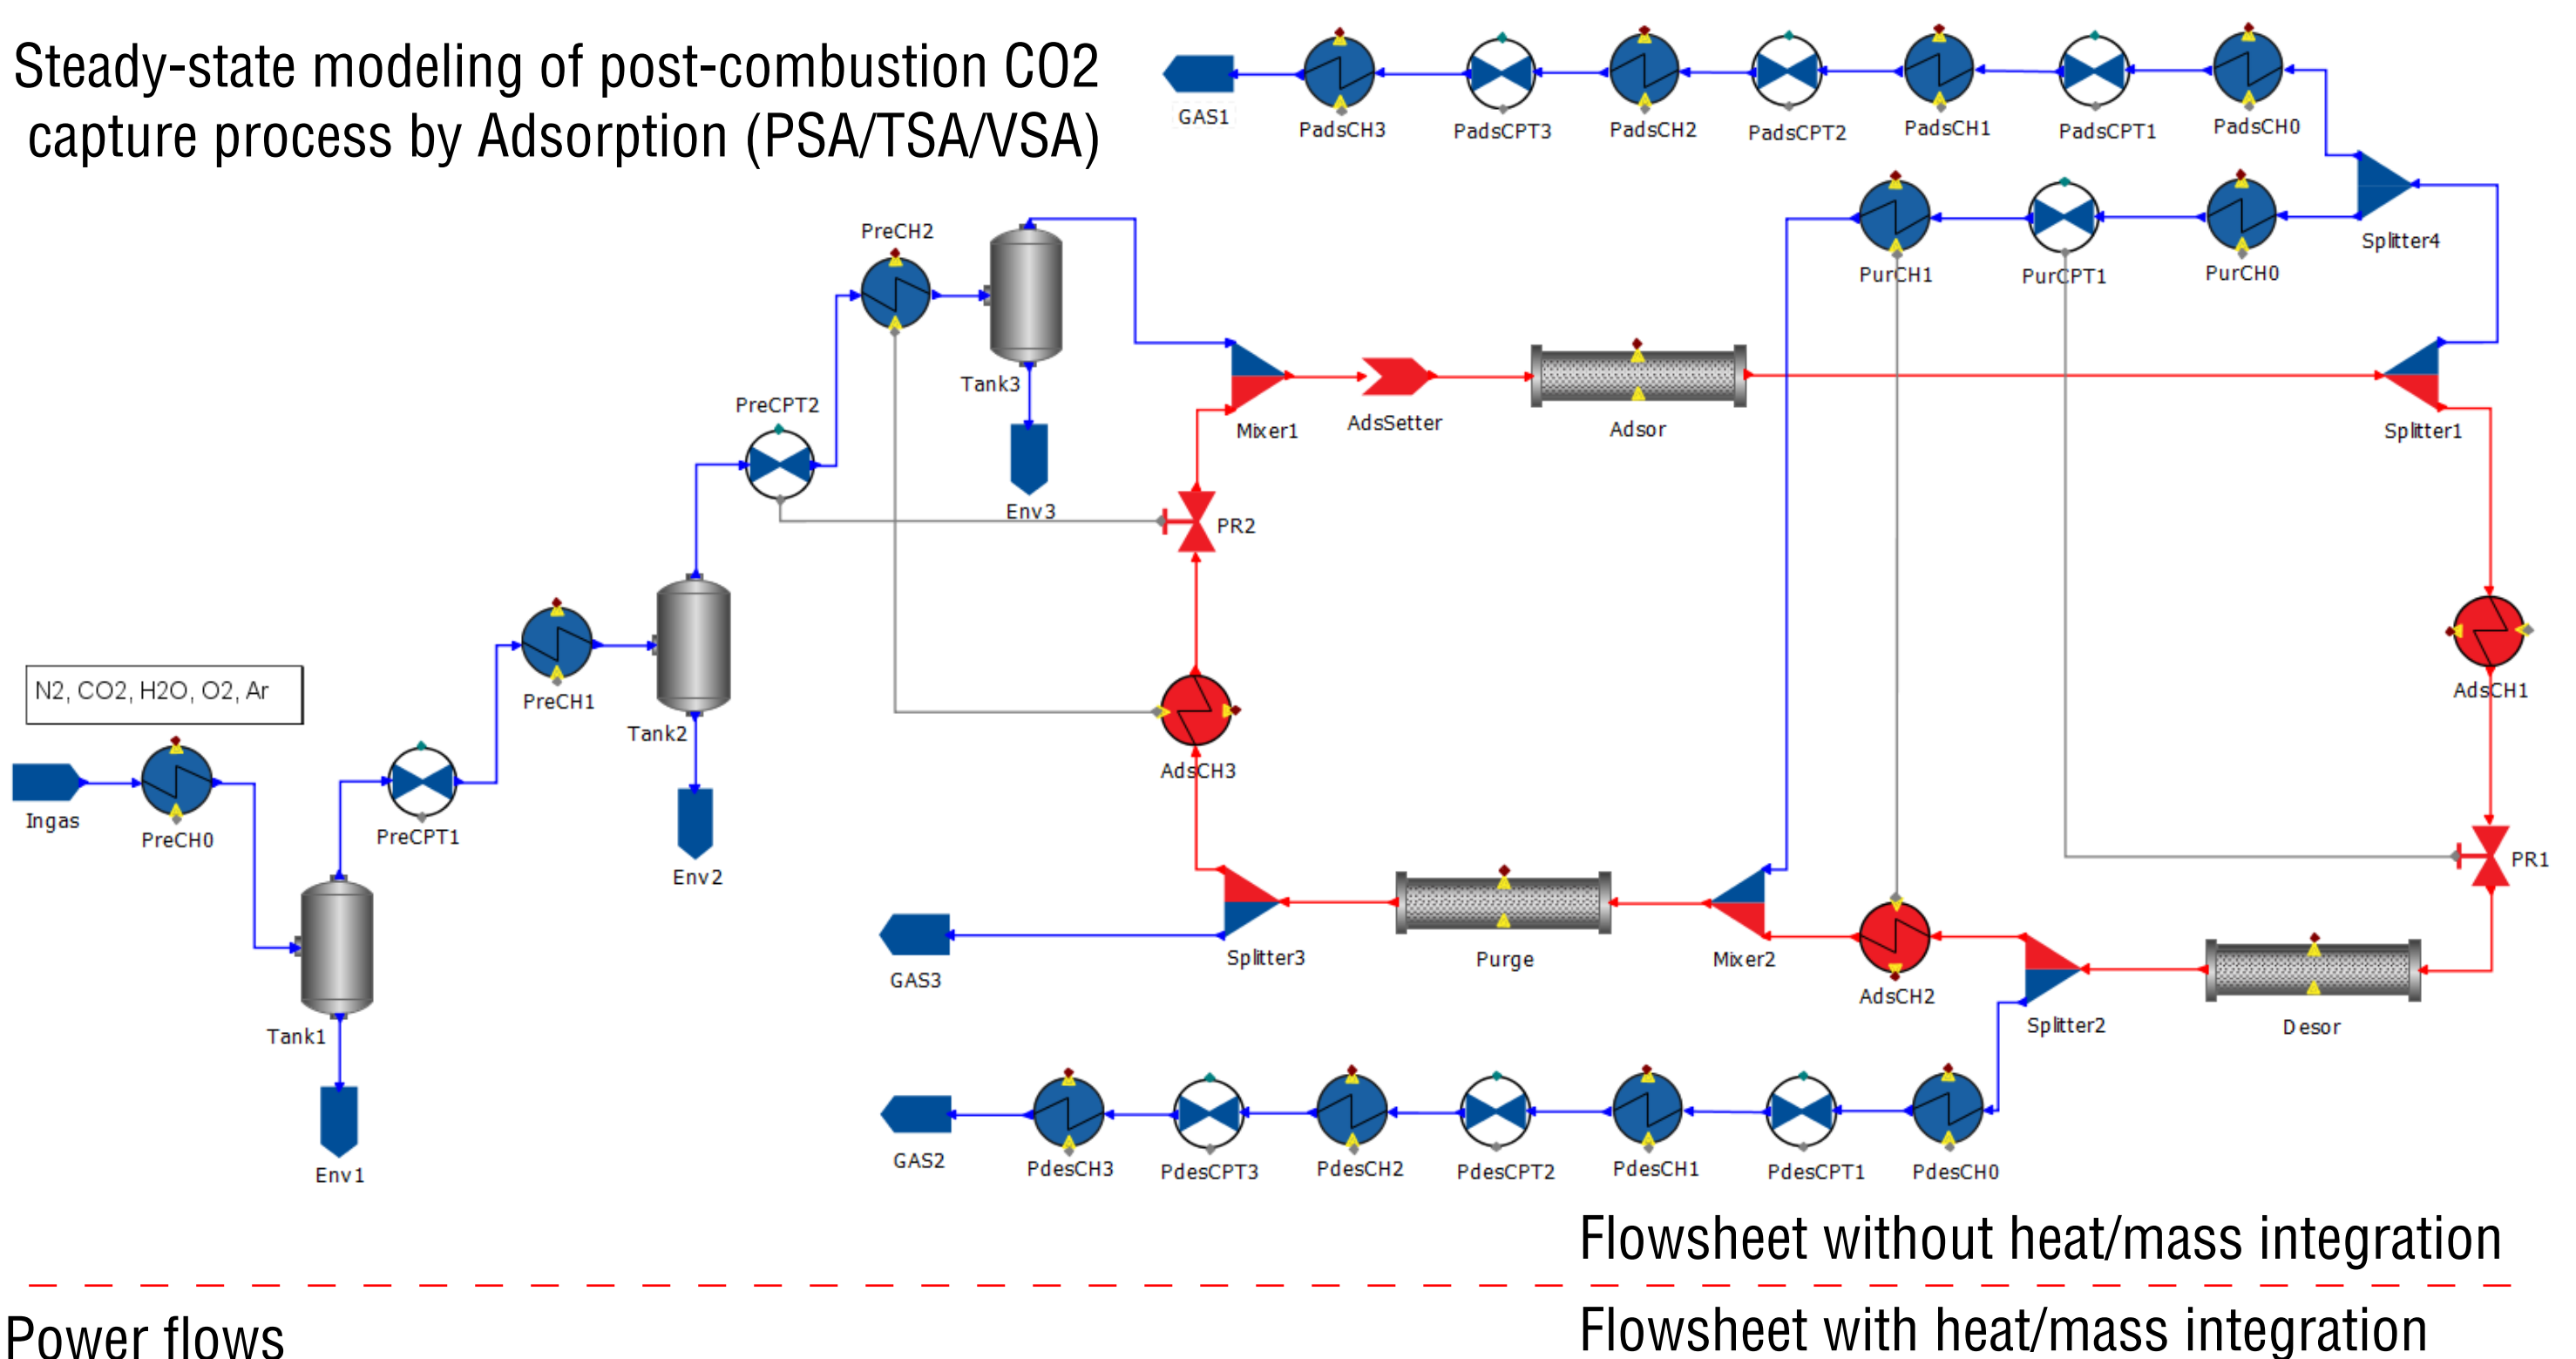 Steady-state modeling of post-combustion CO2
capture process by Adsorption (PSA/TSA/VSA)
GAS1
PadsCH3
PadsCPT3
PadsCH2
PadsCPT2
PadsCH1
PadsCPT1
PadsCH0
PurCH1
PurCPT1
PurCH0
Splitter4
PreCH2
Tank3
PreCPT2
Mixer1
AdsSetter
Adsor
Splitter1
Env3
PR2
N2, CO2, H2O, O2, Ar
PreCH1
Tank2
AdsCH1
AdsCH3
Ingas
PreCH0
PreCPT1
Env2
PR1
GAS3
Splitter3
Purge
Mixer2
AdsCH2
Splitter2
Desor
Tank1
Env1
GAS2
PdesCH3
PdesCPT3
PdesCH2
PdesCPT2
PdesCH1
PdesCPT1
PdesCH0
Flowsheet without heat/mass integration
Power flows
Flowsheet with heat/mass integration